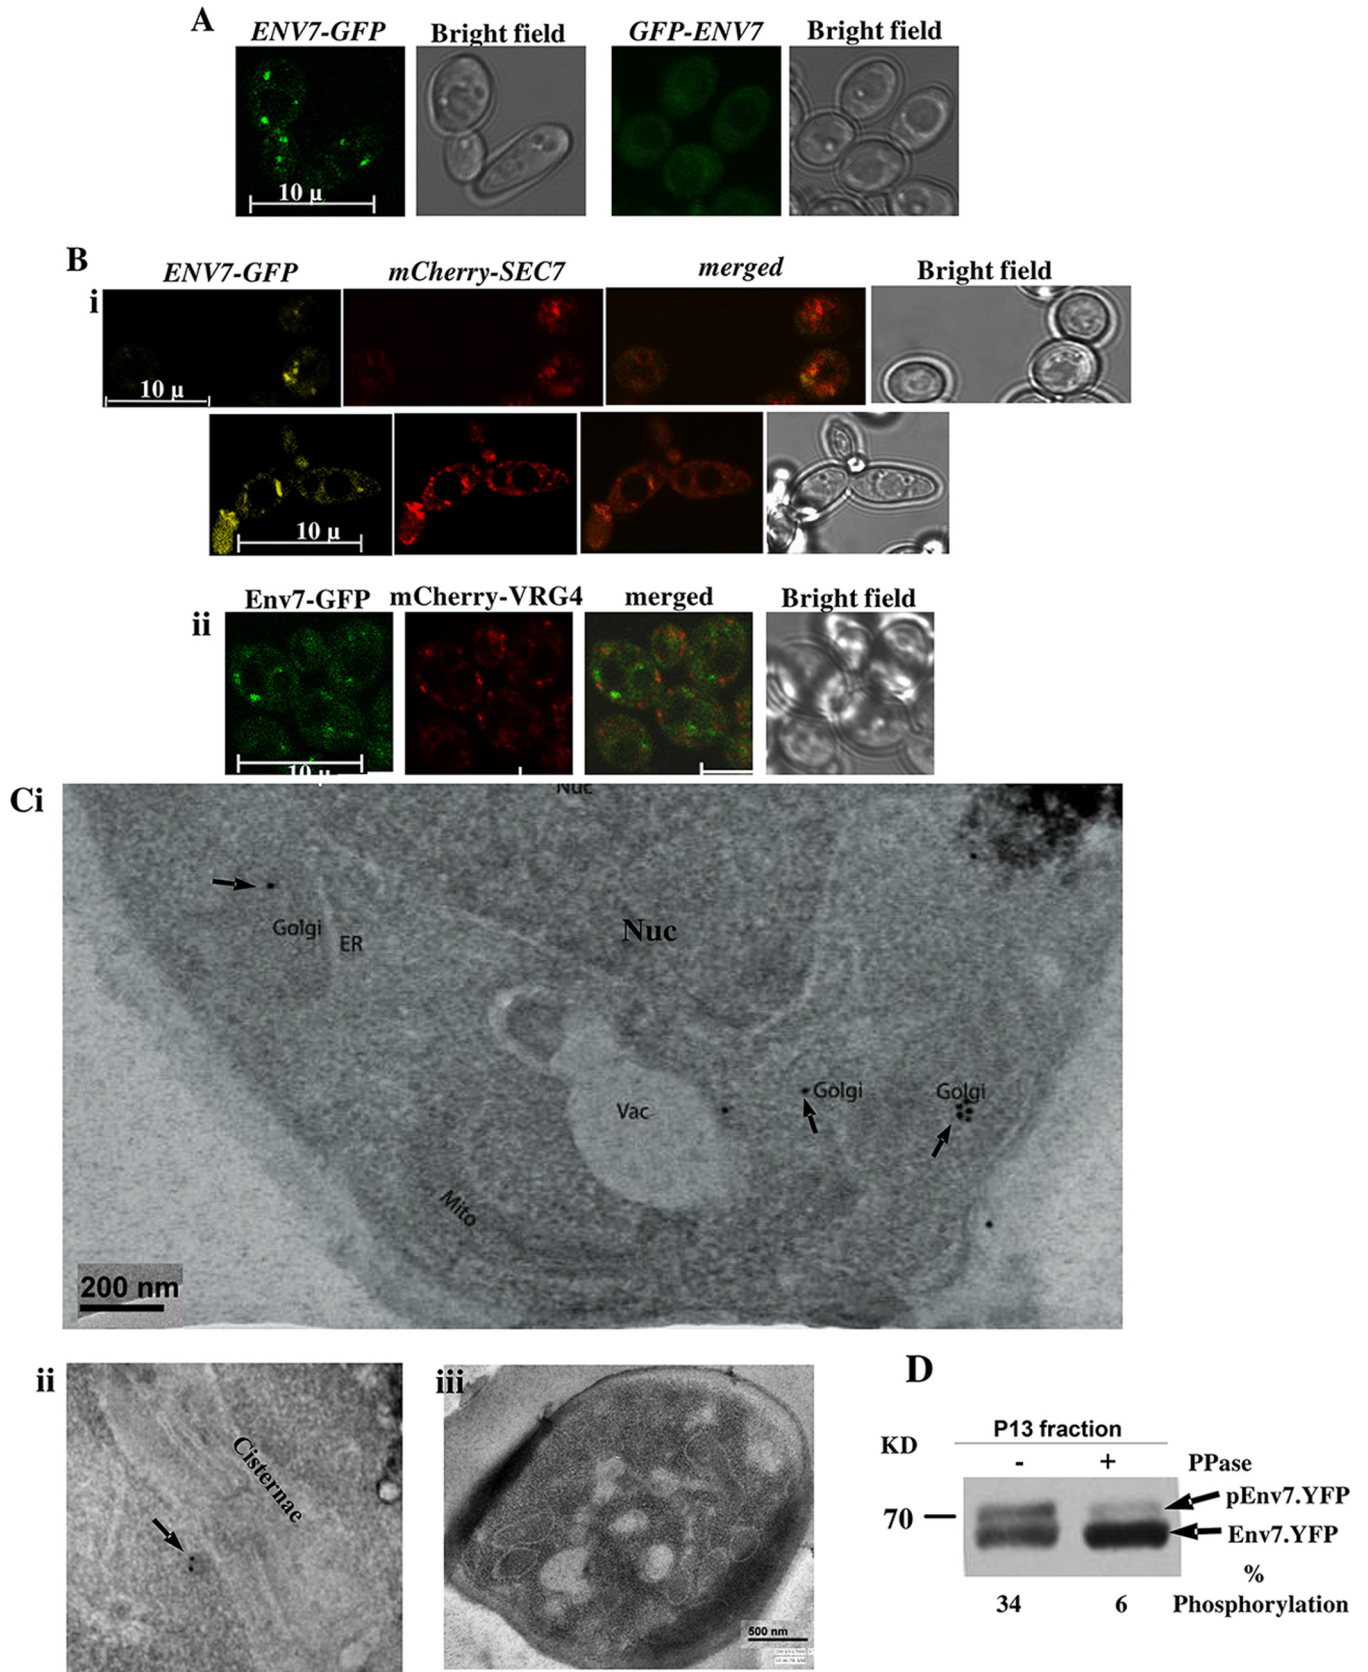 A
ENV7-GFP Bright field GFP-ENV7 Bright field
10 µ
B
ENV7-GFP mCherry-SEC7 merged Bright field
i
10 µ
10 µ
Env7-GFP mCherry-VRG4 merged Bright field
ii
10 µ
Ci
Nuc
Golgi
ER
Nuc
Golgi
Golgi
Vac
Mito
200 nm
ii
Cisternae
iii
500 nm
D
P13 fraction
KD
- + PPase
pEnv7.YFP
70
Env7.YFP
%
34 6 Phosphorylation